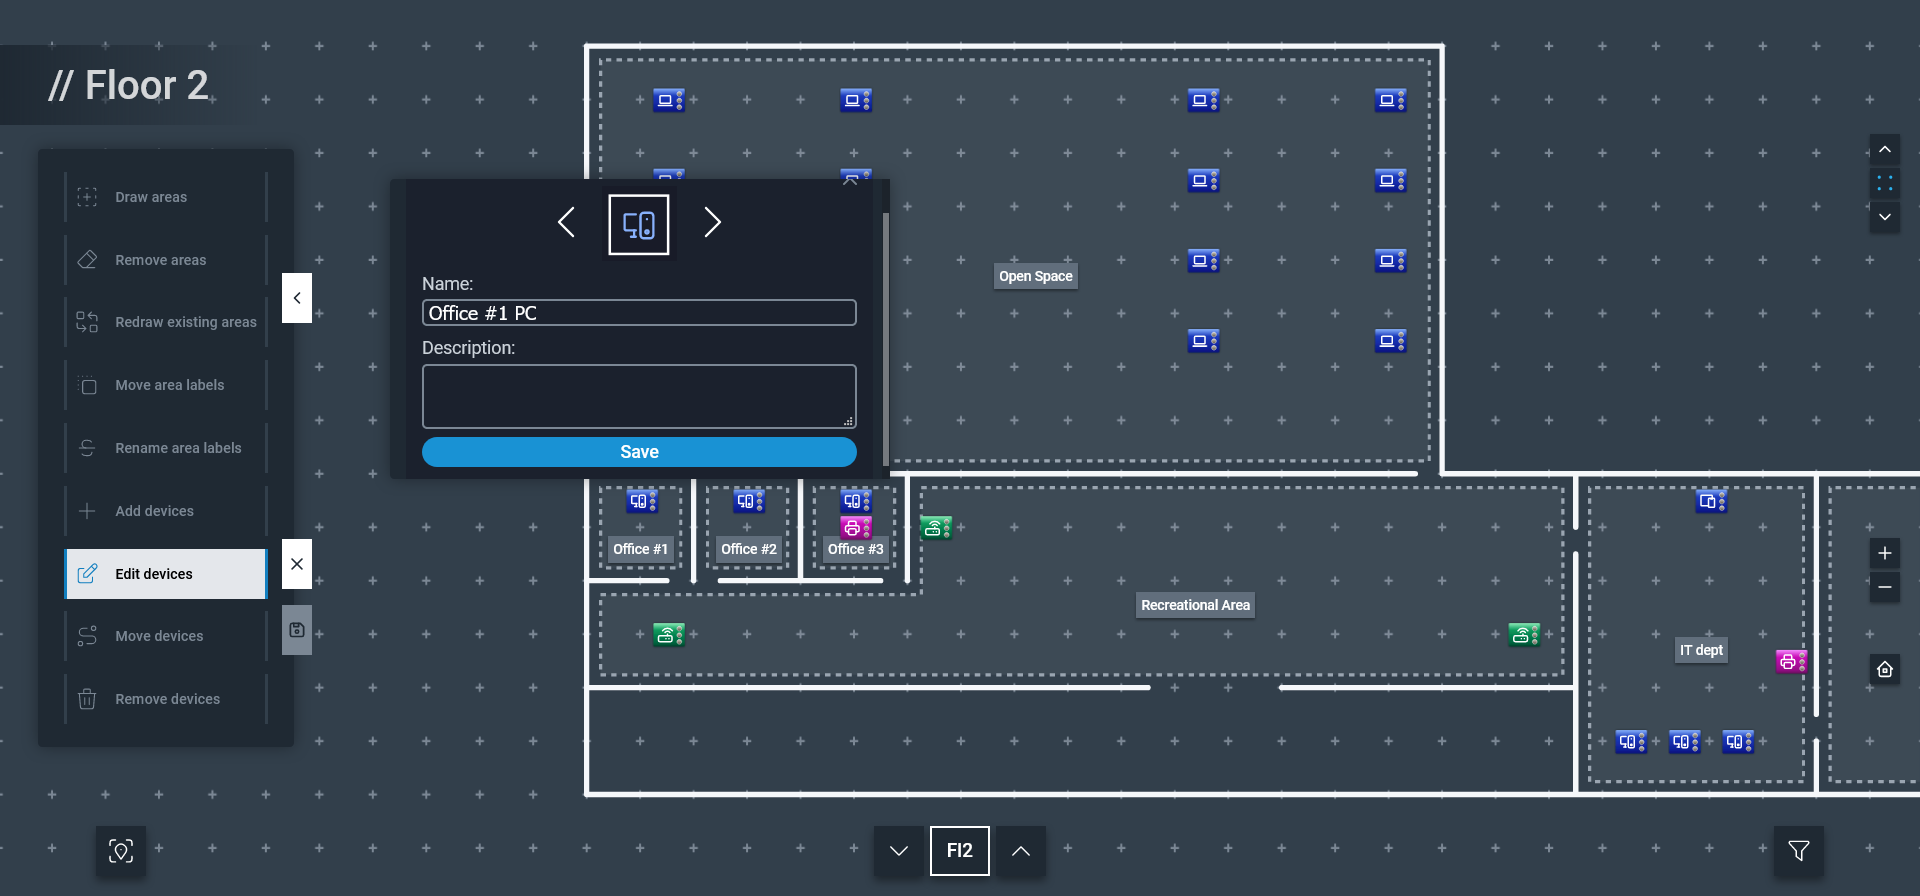 // Floor 2
Draw areas
Remove areas
Redraw existing areas
Move area labels
Rename area labels
Add devices
Edit devices
Move devices
Remove devices
Name:
Office #1 PC
Description:
Save
Open Space
Office #1
Office #2
Office #3
Recreational Area
IT dept
Fl2